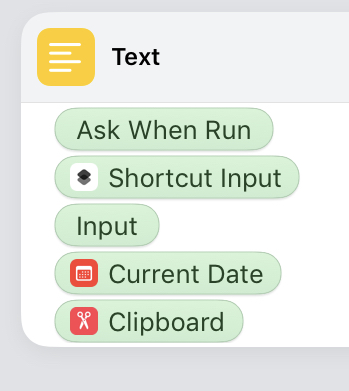 Text
Ask When Run
Shortcut Input
Input
Current Date
Clipboard